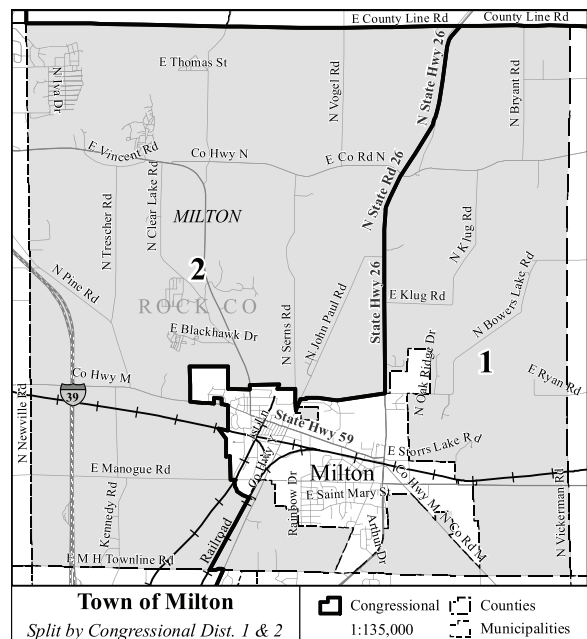 E County Line Rd
County Line Rd
N State Hwy 26
E Thomas St
N Iva Dr
N Vogel Rd
N Bryant Rd
E Vincent Rd
Co Hwy N
E Co Rd N
N Clear Lake Rd
N Trescher Rd
MILTON
N State Rd 26
N Klug Rd
2
N Pine Rd
ROCK CO
N Serns Rd
N John Paul Rd
State Hwy 26
E Klug Rd
N Bowers Lake Rd
E Blackhawk Dr
N Oak Ridge Dr
1
E Ryan Rd
Co Hwy M
39
N Newville Rd
State Hwy 59
Co Hwy Y
E Storrs Lake Rd
E Manogue Rd
Milton
E Saint Mary St
Co Hwy M
N Co Rd M
Kennedy Rd
Rainbow Dr
Arthur Dr
N Vickerman Rd
Railroad
E M H Townline Rd
Town of Milton
Split by Congressional Dist. 1 & 2
Congressional
Counties
1:135,000
Municipalities